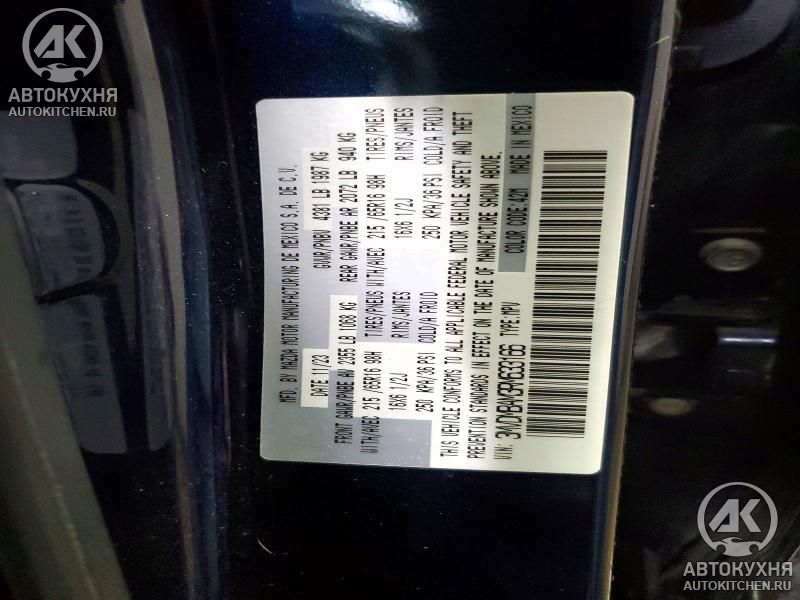 AK
АВТОКУХНЯ
AUTOKITCHEN.RU
MFD. BY MAZDA MOTOR MANUFACTURING DE MEXICO S.A. DE C.V.
DATE 11/23 GVWR/PNBV 4381 LB 1987 KG
FRONT GAWR/PNBE AV 2355 LB 1068 KG REAR GAWR/PNBE AR 2072 LB 940 KG
WITH/AVEC 215/65R16 98H TIRES/PNEUS WITH/AVEC 215/65R16 98H TIRES/PNEUS
16X6 1/2J RIMS/JANTES 16X6 1/2J RIMS/JANTES
250 KPA/36 PSI COLD/A FROID 250 KPA/36 PSI COLD/A FROID
THIS VEHICLE CONFORMS TO ALL APPLICABLE FEDERAL MOTOR VEHICLE SAFETY AND THEFT
PREVENTION STANDARDS IN EFFECT ON THE DATE OF MANUFACTURE SHOWN ABOVE.
VIN: TYPE: MPV COLOR CODE: 42M MADE IN MEXICO
AK
АВТОКУХНЯ
AUTOKITCHEN.RU